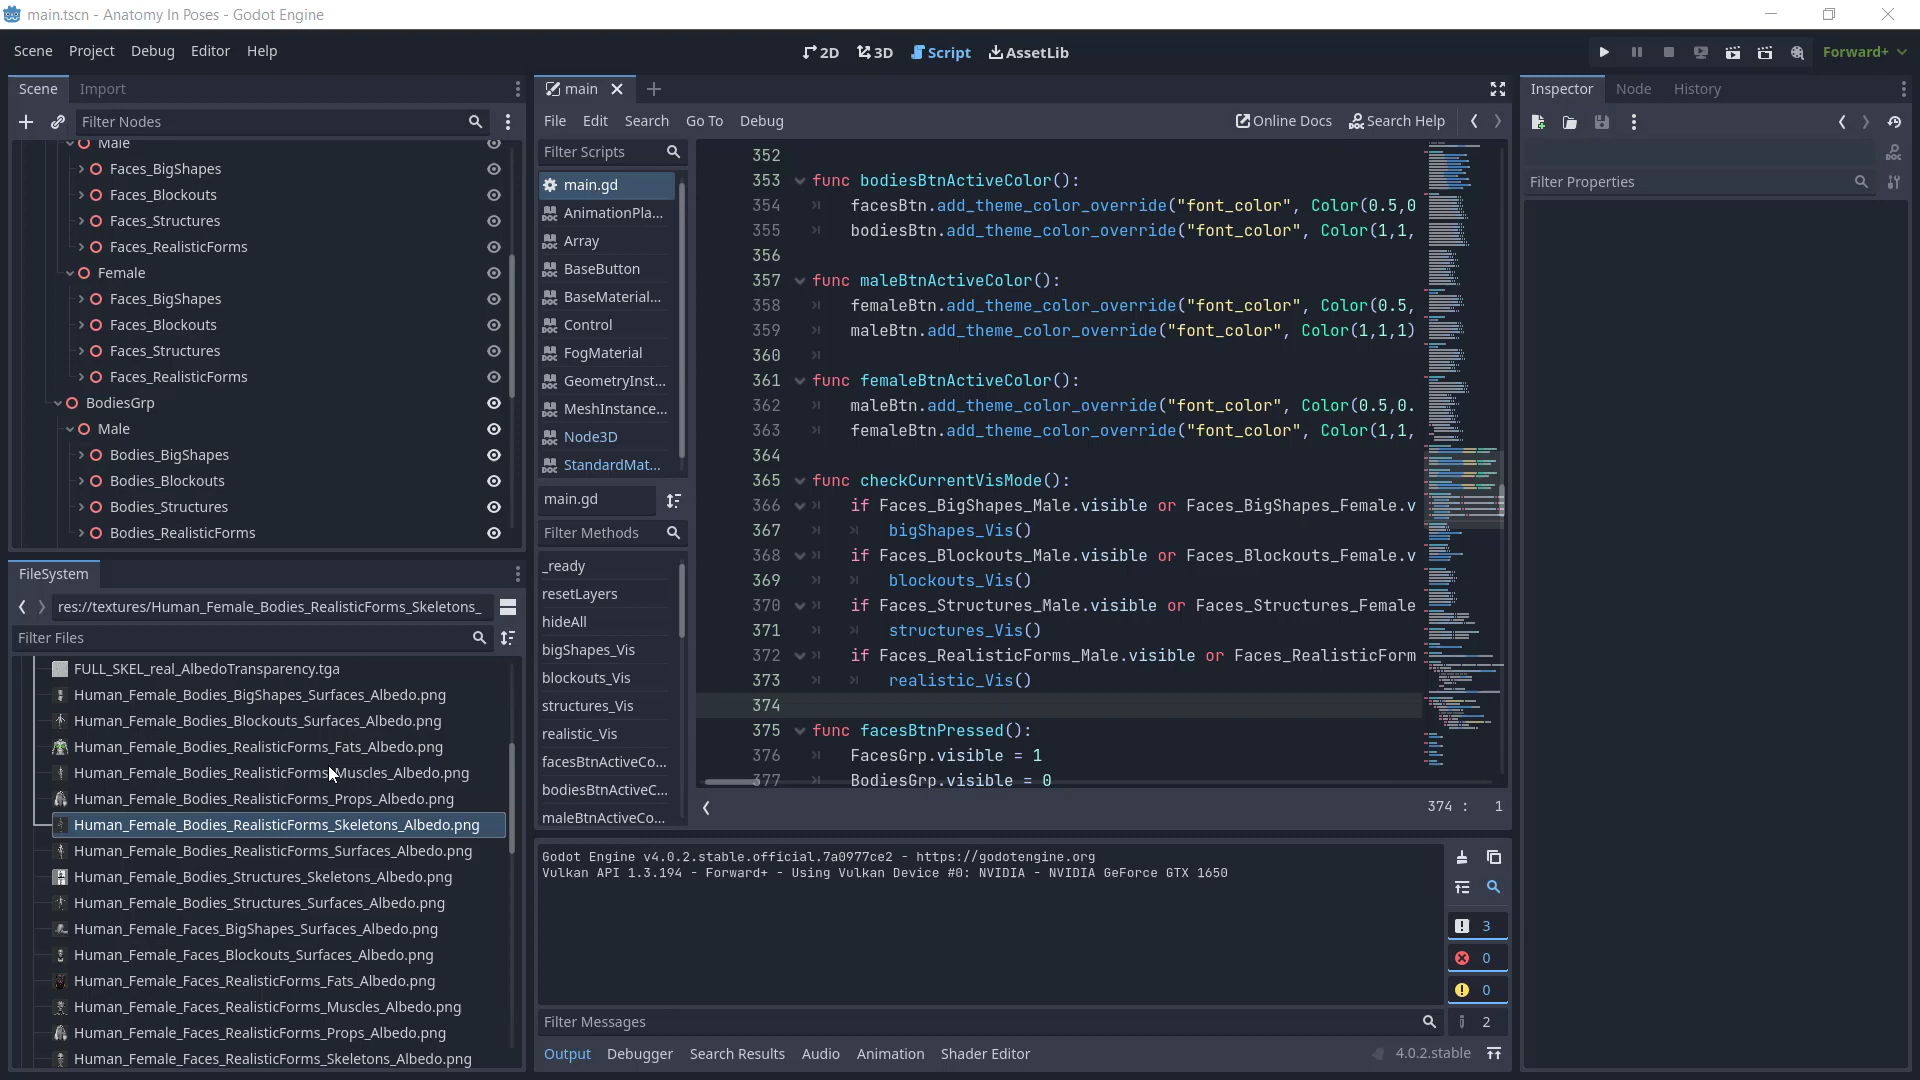 main.tscn - Anatomy In Poses - Godot Engine
Scene Project Debug Editor Help
2D 3D Script AssetLib
Forward+
Scene Import
Filter Nodes
Male
Faces_BigShapes
Faces_Blockouts
Faces_Structures
Faces_RealisticForms
Female
Faces_BigShapes
Faces_Blockouts
Faces_Structures
Faces_RealisticForms
BodiesGrp
Male
Bodies_BigShapes
Bodies_Blockouts
Bodies_Structures
Bodies_RealisticForms
FileSystem
res://textures/Human_Female_Bodies_RealisticForms_Skeletons_
Filter Files
FULL_SKEL_real_AlbedoTransparency.tga
Human_Female_Bodies_BigShapes_Surfaces_Albedo.png
Human_Female_Bodies_Blockouts_Surfaces_Albedo.png
Human_Female_Bodies_RealisticForms_Fats_Albedo.png
Human_Female_Bodies_RealisticForms_Muscles_Albedo.png
Human_Female_Bodies_RealisticForms_Props_Albedo.png
Human_Female_Bodies_RealisticForms_Skeletons_Albedo.png
Human_Female_Bodies_RealisticForms_Surfaces_Albedo.png
Human_Female_Bodies_Structures_Skeletons_Albedo.png
Human_Female_Bodies_Structures_Surfaces_Albedo.png
Human_Female_Faces_BigShapes_Surfaces_Albedo.png
Human_Female_Faces_Blockouts_Surfaces_Albedo.png
Human_Female_Faces_RealisticForms_Fats_Albedo.png
Human_Female_Faces_RealisticForms_Muscles_Albedo.png
Human_Female_Faces_RealisticForms_Props_Albedo.png
Human_Female_Faces_RealisticForms_Skeletons_Albedo.png
main
File Edit Search Go To Debug
Online Docs Search Help
Filter Scripts
main.gd
AnimationPla...
Array
BaseButton
BaseMaterial...
Control
FogMaterial
GeometryInst...
MeshInstance...
Node3D
StandardMat...
main.gd
Filter Methods
_ready
resetLayers
hideAll
bigShapes_Vis
blockouts_Vis
structures_Vis
realistic_Vis
facesBtnActiveCo...
bodiesBtnActiveC...
maleBtnActiveCo...
352
353 func bodiesBtnActiveColor():
354 facesBtn.add_theme_color_override("font_color", Color(0.5,0
355 bodiesBtn.add_theme_color_override("font_color", Color(1,1,
356
357 func maleBtnActiveColor():
358 femaleBtn.add_theme_color_override("font_color", Color(0.5,
359 maleBtn.add_theme_color_override("font_color", Color(1,1,1)
360
361 func femaleBtnActiveColor():
362 maleBtn.add_theme_color_override("font_color", Color(0.5,0.
363 femaleBtn.add_theme_color_override("font_color", Color(1,1,
364
365 func checkCurrentVisMode():
366 if Faces_BigShapes_Male.visible or Faces_BigShapes_Female.v
367 bigShapes_Vis()
368 if Faces_Blockouts_Male.visible or Faces_Blockouts_Female.v
369 blockouts_Vis()
370 if Faces_Structures_Male.visible or Faces_Structures_Female
371 structures_Vis()
372 if Faces_RealisticForms_Male.visible or Faces_RealisticForm
373 realistic_Vis()
374
375 func facesBtnPressed():
376 FacesGrp.visible = 1
377 BodiesGrp.visible = 0
374 : 1
Godot Engine v4.0.2.stable.official.7a0977ce2 - https://godotengine.org
Vulkan API 1.3.194 - Forward+ - Using Vulkan Device #0: NVIDIA - NVIDIA GeForce GTX 1650
3
0
0
2
Filter Messages
Output Debugger Search Results Audio Animation Shader Editor
4.0.2.stable
Inspector Node History
Filter Properties